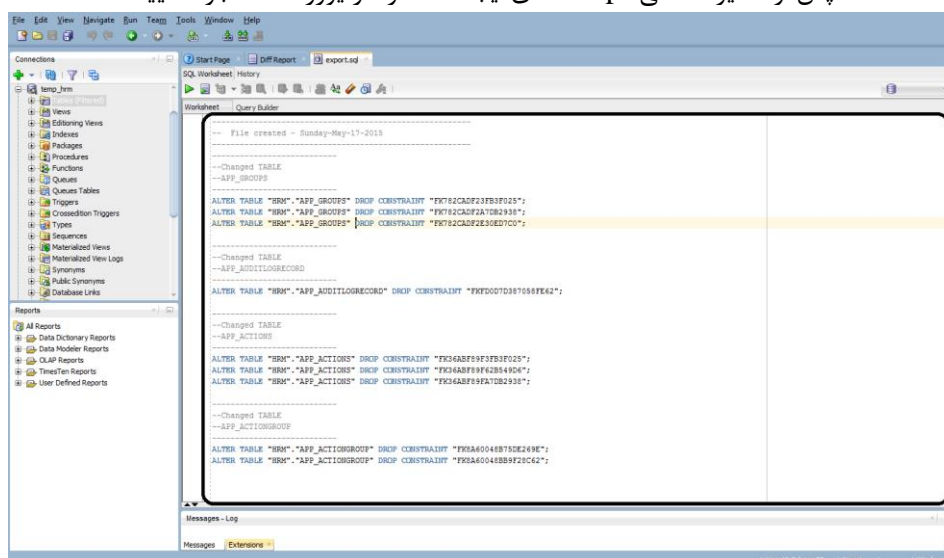 File Edit View Navigate Run Team Tools Window Help
Connections
temp_hrm
Tables (Filtered)
Views
Editioning Views
Indexes
Packages
Procedures
Functions
Queues
Queues Tables
Triggers
Crossedition Triggers
Types
Sequences
Materialized Views
Materialized View Logs
Synonyms
Public Synonyms
Database Links
Reports
All Reports
Data Dictionary Reports
Data Modeler Reports
OLAP Reports
TimesTen Reports
User Defined Reports
Start Page Diff Report export.sql
SQL Worksheet History
Worksheet Query Builder
--------------------------------------------------------
-- File created - Sunday-May-17-2015
--------------------------------------------------------
---------------------------
--Changed TABLE
--APP_GROUPS
---------------------------
ALTER TABLE "HRM"."APP_GROUPS" DROP CONSTRAINT "FK782CADF23FB3F025";
ALTER TABLE "HRM"."APP_GROUPS" DROP CONSTRAINT "FK782CADF2A7DB2938";
ALTER TABLE "HRM"."APP_GROUPS" DROP CONSTRAINT "FK782CADF2E30ED7C0";
---------------------------
--Changed TABLE
--APP_AUDITLOGRECORD
---------------------------
ALTER TABLE "HRM"."APP_AUDITLOGRECORD" DROP CONSTRAINT "FKFD0D7D387058FE62";
---------------------------
--Changed TABLE
--APP_ACTIONS
---------------------------
ALTER TABLE "HRM"."APP_ACTIONS" DROP CONSTRAINT "FK36ABF89F3FB3F025";
ALTER TABLE "HRM"."APP_ACTIONS" DROP CONSTRAINT "FK36ABF89F62B549D6";
ALTER TABLE "HRM"."APP_ACTIONS" DROP CONSTRAINT "FK36ABF89FA7DB2938";
---------------------------
--Changed TABLE
--APP_ACTIONGROUP
---------------------------
ALTER TABLE "HRM"."APP_ACTIONGROUP" DROP CONSTRAINT "FK8A60048B75DE269E";
ALTER TABLE "HRM"."APP_ACTIONGROUP" DROP CONSTRAINT "FK8A60048BB9F28C62";
Messages - Log
Messages Extensions